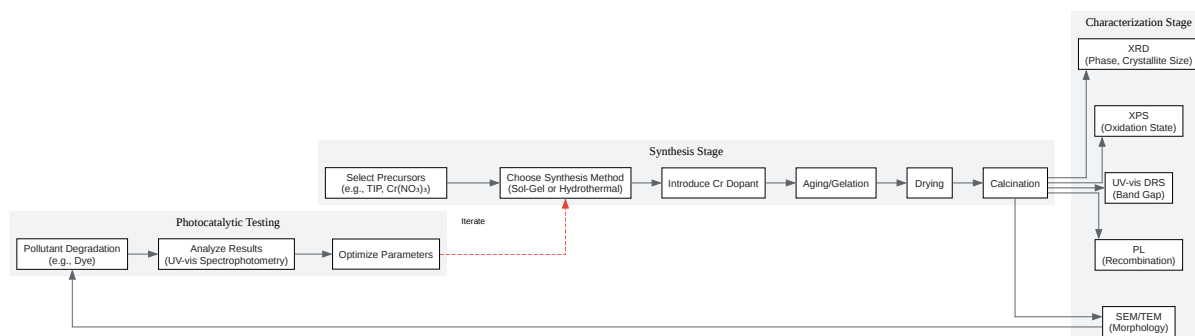 Characterization Stage
XRD
(Phase, Crystallite Size)
XPS
(Oxidation State)
Synthesis Stage
Select Precursors
(e.g., TIP, Cr(NO₃)₃)
Choose Synthesis Method
(Sol-Gel or Hydrothermal)
Introduce Cr Dopant
Aging/Gelation
Drying
Calcination
UV-vis DRS
(Band Gap)
Photocatalytic Testing
Iterate
Pollutant Degradation
(e.g., Dye)
Analyze Results
(UV-vis Spectrophotometry)
Optimize Parameters
PL
(Recombination)
SEM/TEM
(Morphology)